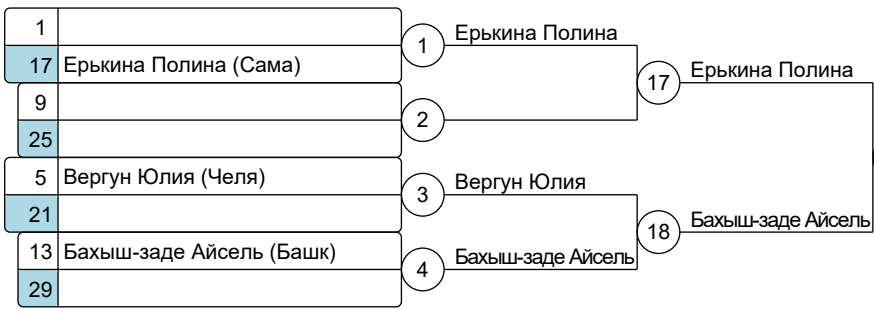 1
17 Ерькина Полина (Сама)
1 Ерькина Полина
9
25
2
17 Ерькина Полина
5 Вергун Юлия (Челя)
21
3 Вергун Юлия
13 Бахыш-заде Айсель (Башк)
29
4 Бахыш-заде Айсель
18 Бахыш-заде Айсель